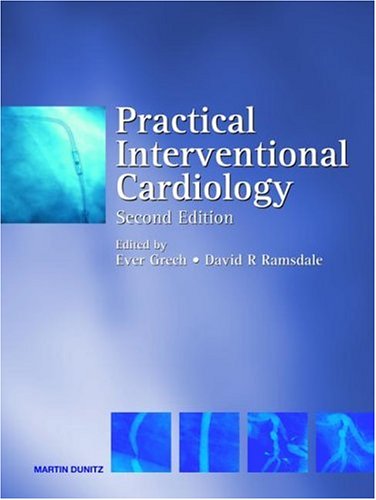 Practical
Interventional
Cardiology
Second Edition
Edited by
Ever Grech • David R Ramsdale
MARTIN DUNITZ